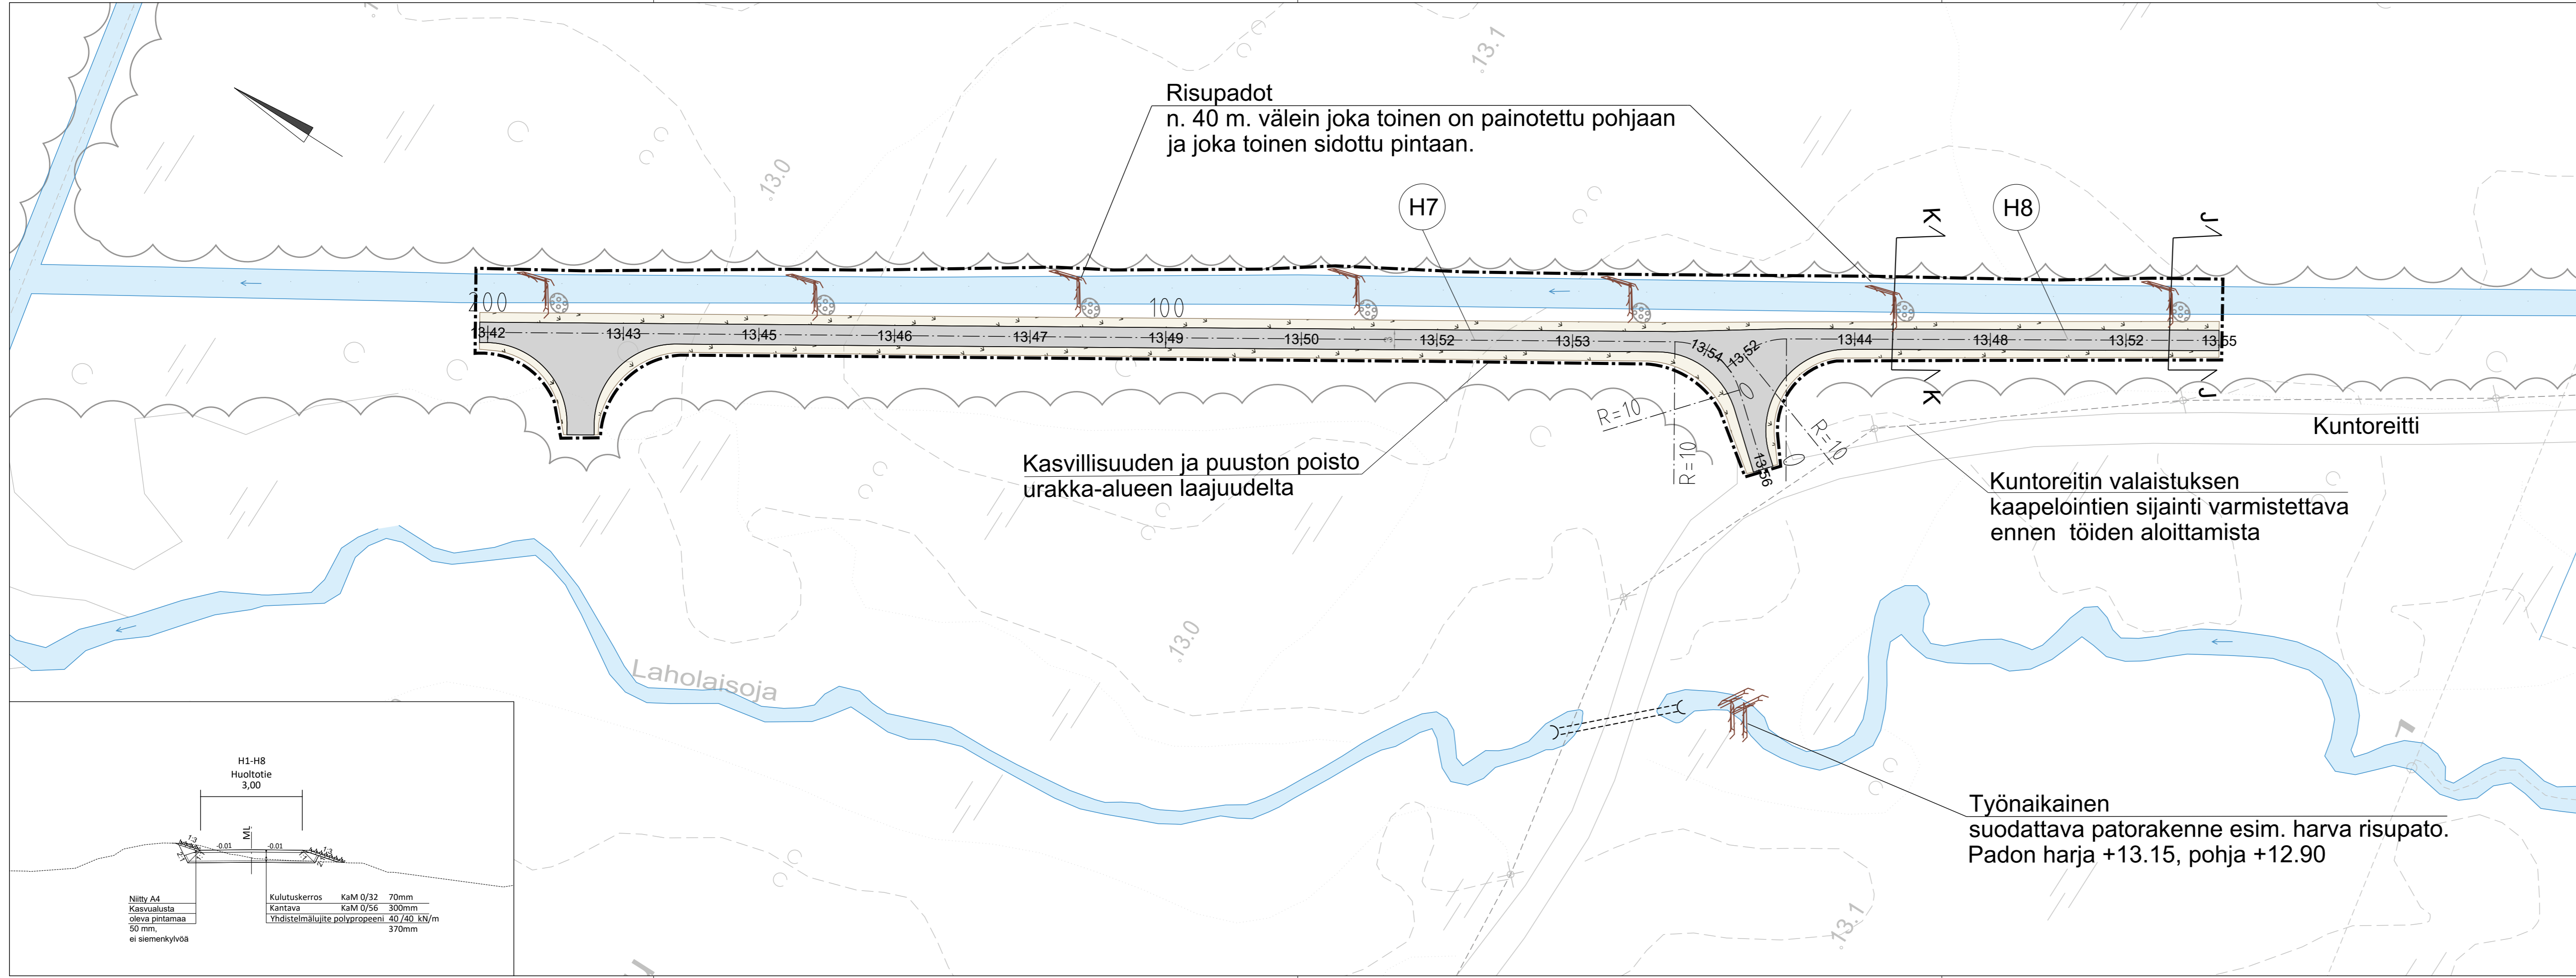 .13.1
Risupadot
n. 40 m. välein joka toinen on painotettu pohjaan
ja joka toinen sidottu pintaan.
.13.0
H7
K
H8
J
200
100
13,42
13,43
13,45
13,46
13,47
13,49
13,50
13,52
13,53
13,54
13,52
13,44
13,48
13,52
13,55
K
J
R=10
R=10
R=10
13,56
Kuntoreitti
Kasvillisuuden ja puuston poisto
urakka-alueen laajuudelta
Kuntoreitin valaistuksen
kaapelointien sijainti varmistettava
ennen töiden aloittamista
.13.0
Laholaisoja
Työnaikainen
suodattava patorakenne esim. harva risupato.
Padon harja +13.15, pohja +12.90
.13.1
H1-H8
Huoltotie
3,00
ML
1:3
-0.01
-0.01
1:3
Niitty A4
Kasvualusta
oleva pintamaa
50 mm,
ei siemenkylvöä
Kulutuskerros KaM 0/32 70mm
Kantava KaM 0/56 300mm
Yhdistelmälujite polypropeeni 40 /40 kN/m
370mm